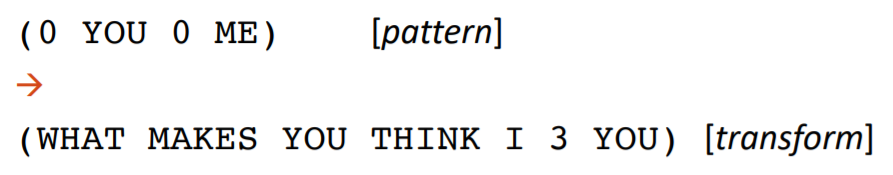 (0 YOU 0 ME) [pattern]
→
(WHAT MAKES YOU THINK I 3 YOU) [transform]